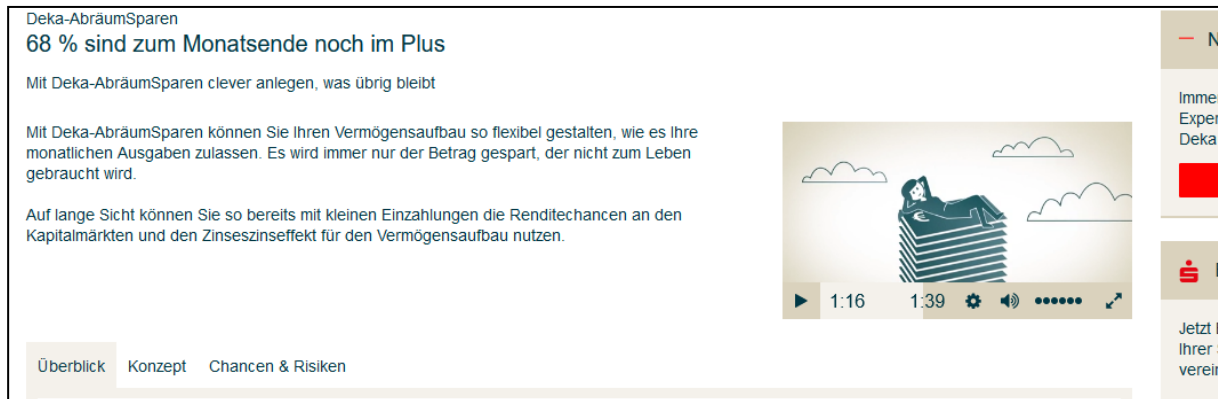 Deka-AbräumSparen
68 % sind zum Monatsende noch im Plus
Mit Deka-AbräumSparen clever anlegen, was übrig bleibt
Mit Deka-AbräumSparen können Sie Ihren Vermögensaufbau so flexibel gestalten, wie es Ihre
monatlichen Ausgaben zulassen. Es wird immer nur der Betrag gespart, der nicht zum Leben
gebraucht wird.
Auf lange Sicht können Sie so bereits mit kleinen Einzahlungen die Renditechancen an den
Kapitalmärkten und den Zinseszinseffekt für den Vermögensaufbau nutzen.
€
1:16 1:39
Überblick Konzept Chancen & Risiken
Deka
Jetzt
Ihrer